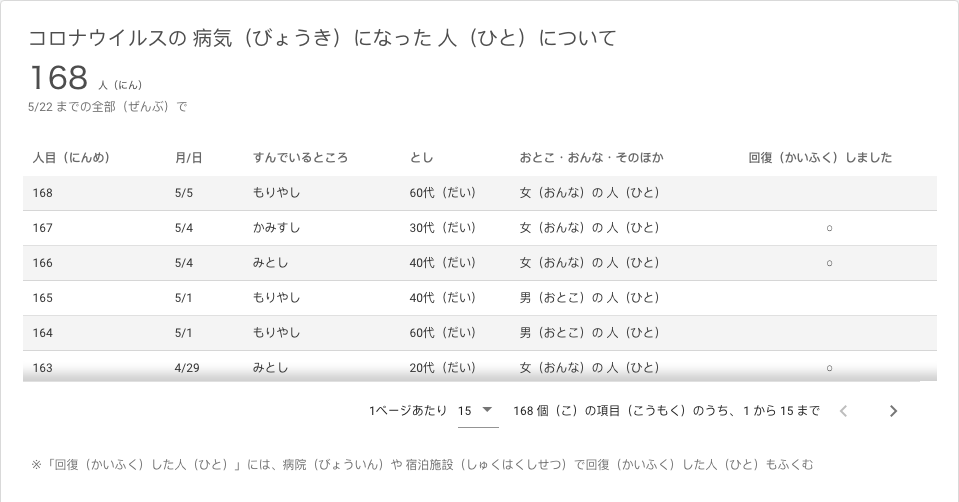 コロナウイルスの 病気（びょうき）になった 人（ひと）について
168 人（にん）
5/22 までの全部（ぜんぶ）で
人目（にんめ） 月/日 すんでいるところ とし おとこ・おんな・そのほか 回復（かいふく）しました
168 5/5 もりやし 60代（だい） 女（おんな）の 人（ひと）
167 5/4 かみすし 30代（だい） 女（おんな）の 人（ひと） ○
166 5/4 みとし 40代（だい） 女（おんな）の 人（ひと） ○
165 5/1 もりやし 40代（だい） 男（おとこ）の 人（ひと）
164 5/1 もりやし 60代（だい） 男（おとこ）の 人（ひと）
163 4/29 みとし 20代（だい） 女（おんな）の 人（ひと） ○
1ページあたり 15 168 個（こ）の項目（こうもく）のうち、1 から 15 まで
※「回復（かいふく）した人（ひと）」には、病院（びょういん）や 宿泊施設（しゅくはくしせつ）で回復（かいふく）した人（ひと）もふくむ